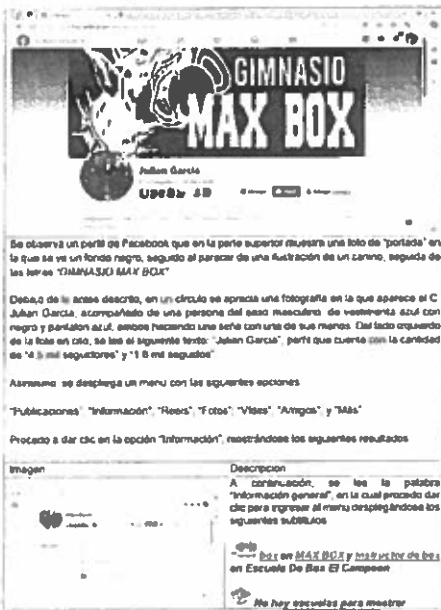 GIMNASIO
MAX BOX
Julian Garcia
Se observa un perfil de Facebook que en la parte superior muestra una foto de "portada" en
la que se ve un fondo negro, seguido al parecer de una ilustración de un canino, seguida de
las letras "GIMNASIO MAX BOX"
Debajo de lo antes descrito, en un círculo se aprecia una fotografía en la que aparece el C.
Julian Garcia, acompañado de una persona del sexo masculino, de vestimenta azul con
negro y pantalón azul, ambos haciendo una seña con una de sus manos. Del lado izquierdo
de la foto en cita, se lee el siguiente texto: "Julian Garcia", perfil que cuenta con la cantidad
de "4.5 mil seguidores" y "1.8 mil seguidos"
Asimismo se despliega un menú con las siguientes opciones
"Publicaciones" "Información", "Reels", "Fotos", "Videos", "Amigos", y "Más"
Procedo a dar clic en la opción "Información", mostrándose los siguientes resultados
Imagen
Descripción
A continuación, se lee la palabra
"Información general", en la cual procedo dar
clic para ingresar al menú desplegándose los
siguientes subtítulos
box en MAX BOX y Instructor de box
en Escuela De Box El Campeon
No hay escuelas para mostrar